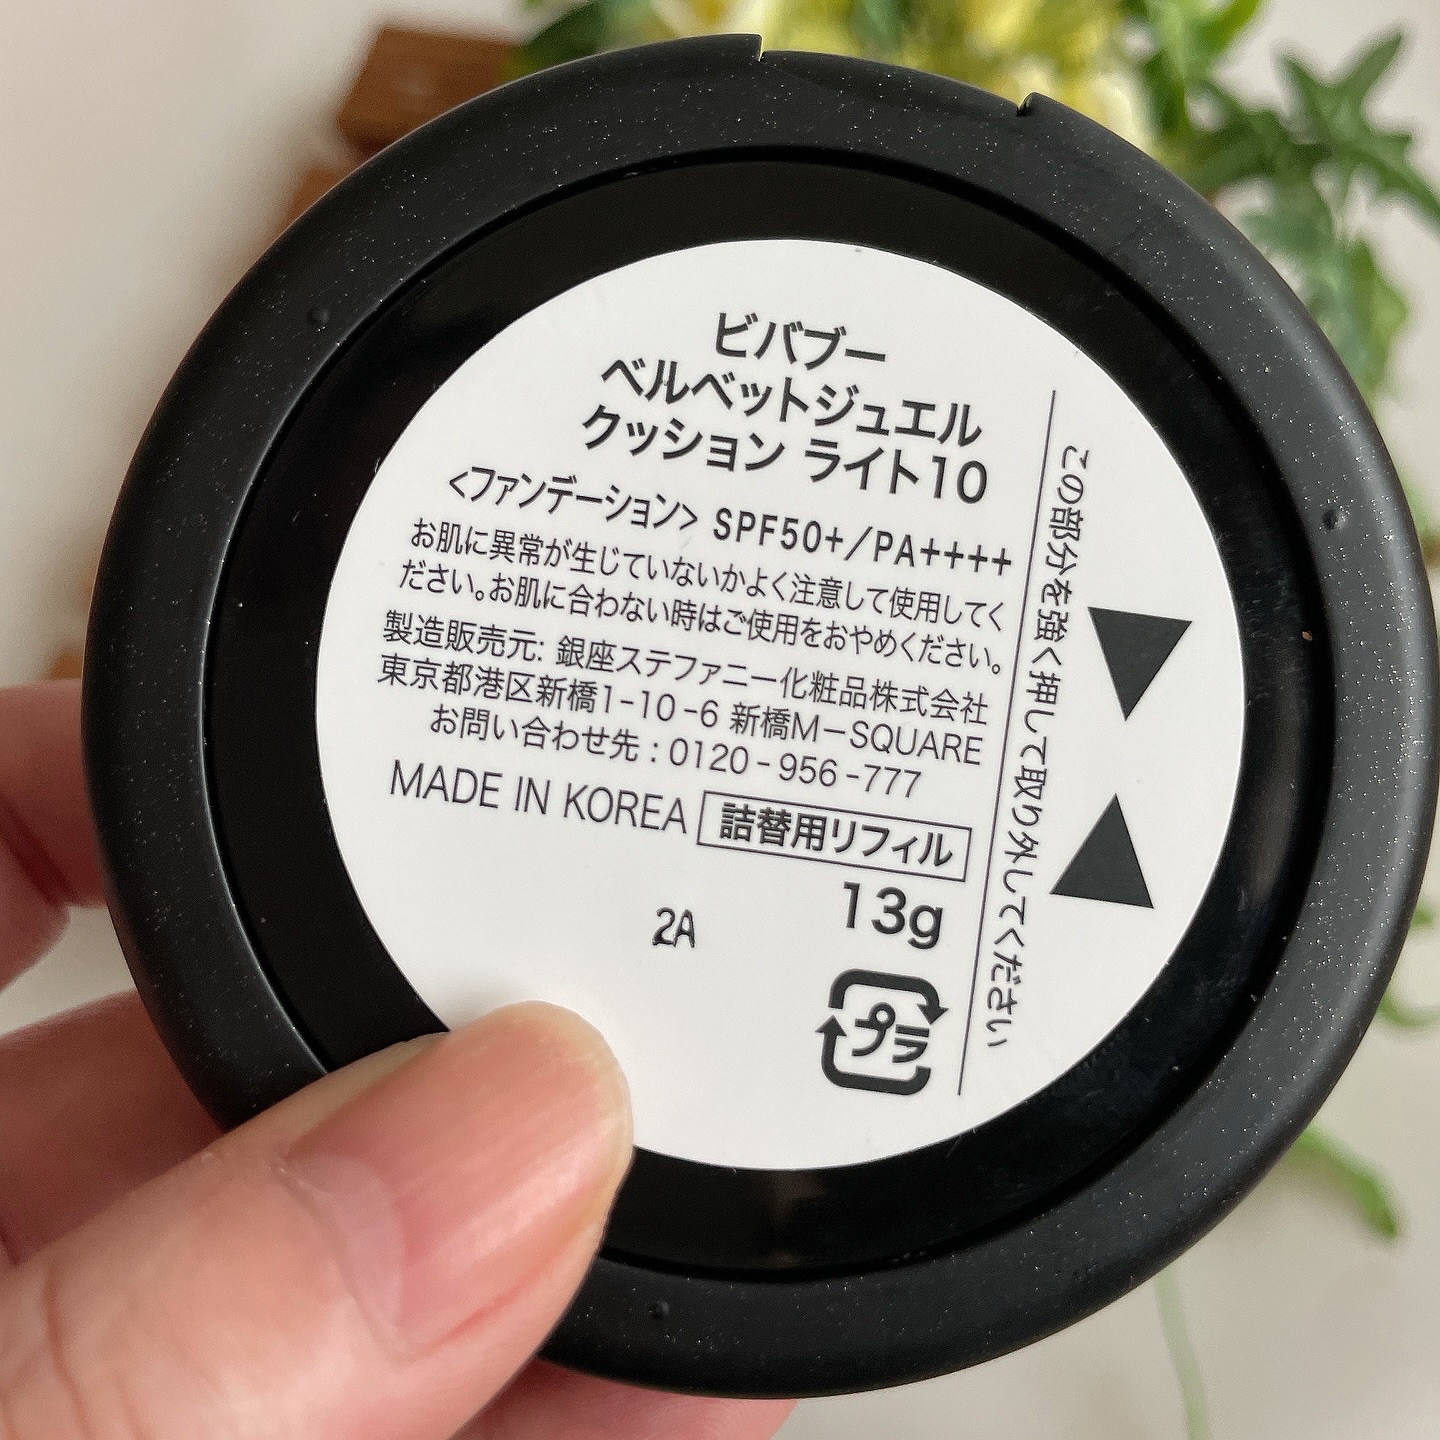 ビバブー
ベルベットジュエル
クッション ライト10
<ファンデーション> SPF50+/PA++++
お肌に異常が生じていないかよく注意して使用してく
ださい。お肌に合わない時はご使用をおやめください。
製造販売元: 銀座ステファニー化粧品株式会社
東京都港区新橋1-10-6 新橋M-SQUARE
お問い合わせ先 : 0120-956-777
MADE IN KOREA 詰替用リフィル
13g
2A
プラ
この部分を強く押して取り外してください